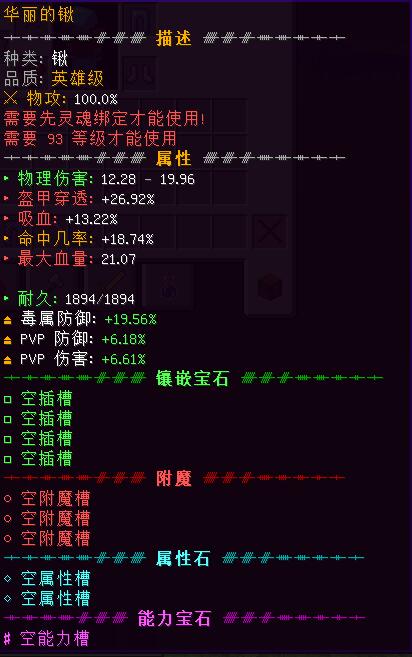 华丽的锹
描述
种类: 锹
品质: 英雄级
⚔ 物攻: 100.0%
需要先灵魂绑定才能使用!
需要 93 等级才能使用
属性
▸ 物理伤害: 12.28 - 19.96
▸ 盔甲穿透: +26.92%
▸ 吸血: +13.22%
▸ 命中几率: +18.74%
▸ 最大血量: 21.07
▸ 耐久: 1894/1894
⏏ 毒属防御: +19.56%
⏏ PVP 防御: +6.18%
⏏ PVP 伤害: +6.61%
镶嵌宝石
□ 空插槽
□ 空插槽
□ 空插槽
□ 空插槽
附魔
○ 空附魔槽
○ 空附魔槽
○ 空附魔槽
属性石
◇ 空属性槽
◇ 空属性槽
能力宝石
# 空能力槽